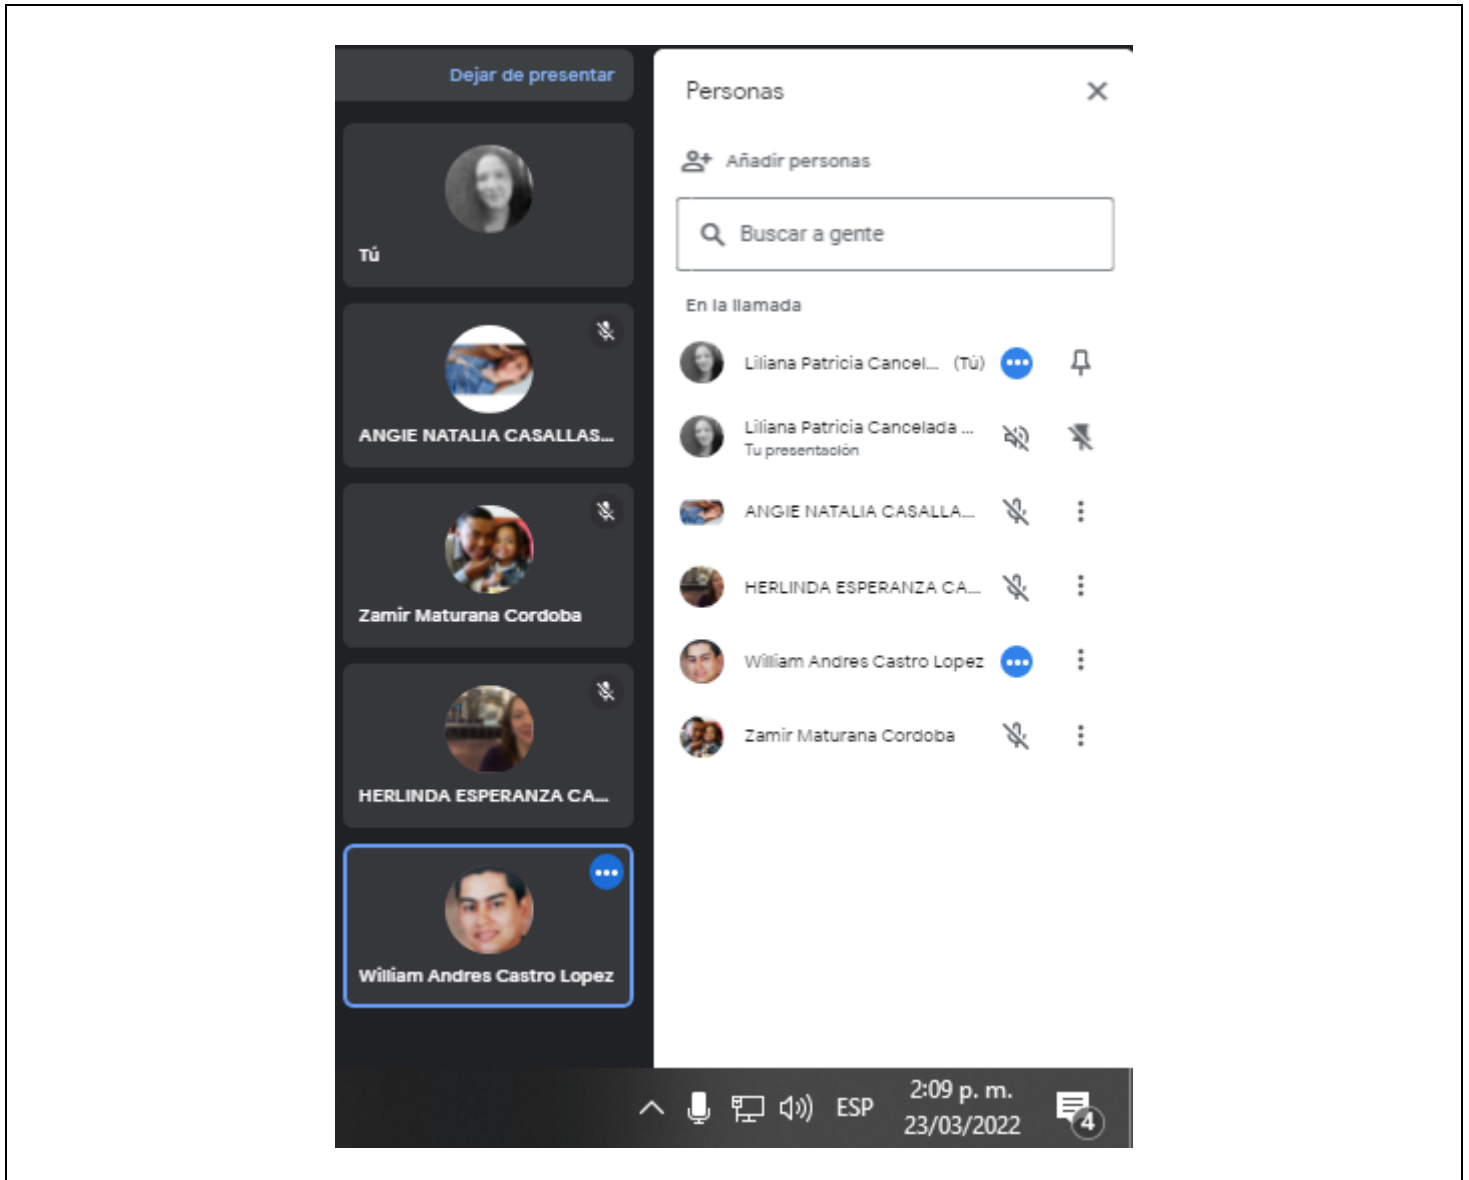 Dejar de presentar
Tú
ANGIE NATALIA CASALLAS...
Zamir Maturana Cordoba
HERLINDA ESPERANZA CA...
William Andres Castro Lopez
Personas
Añadir personas
Buscar a gente
En la llamada
Liliana Patricia Cancel... (Tú)
Liliana Patricia Cancelada ...
Tu presentación
ANGIE NATALIA CASALLA...
HERLINDA ESPERANZA CA...
William Andres Castro Lopez
Zamir Maturana Cordoba
ESP
2:09 p. m.
23/03/2022
4